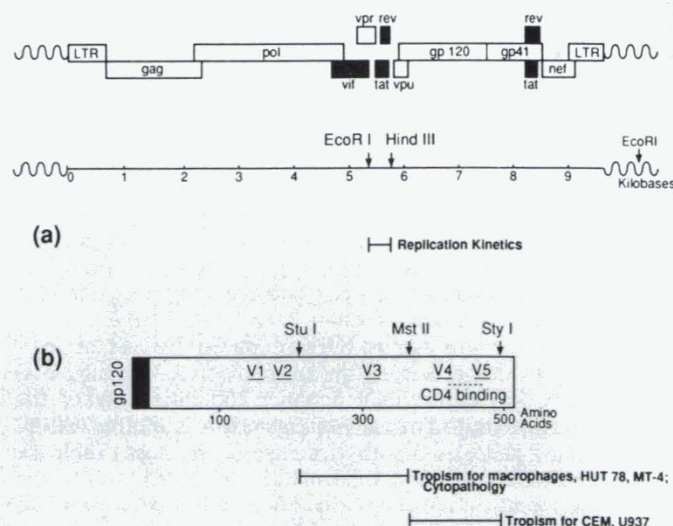 vpr rev rev
LTR pol gp 120 gp41 LTR
gag vif tat vpu tat nef
EcoR I Hind III EcoRI
0 1 2 3 4 5 6 7 8 9 Kilobases
(a)
Replication Kinetics
(b)
Stu I Mst II Sty I
gp120
V1 V2 V3 V4 V5
CD4 binding
100 300 500 Amino
Acids
Tropism for macrophages, HUT 78, MT-4;
Cytopatholgy
Tropism for CEM, U937